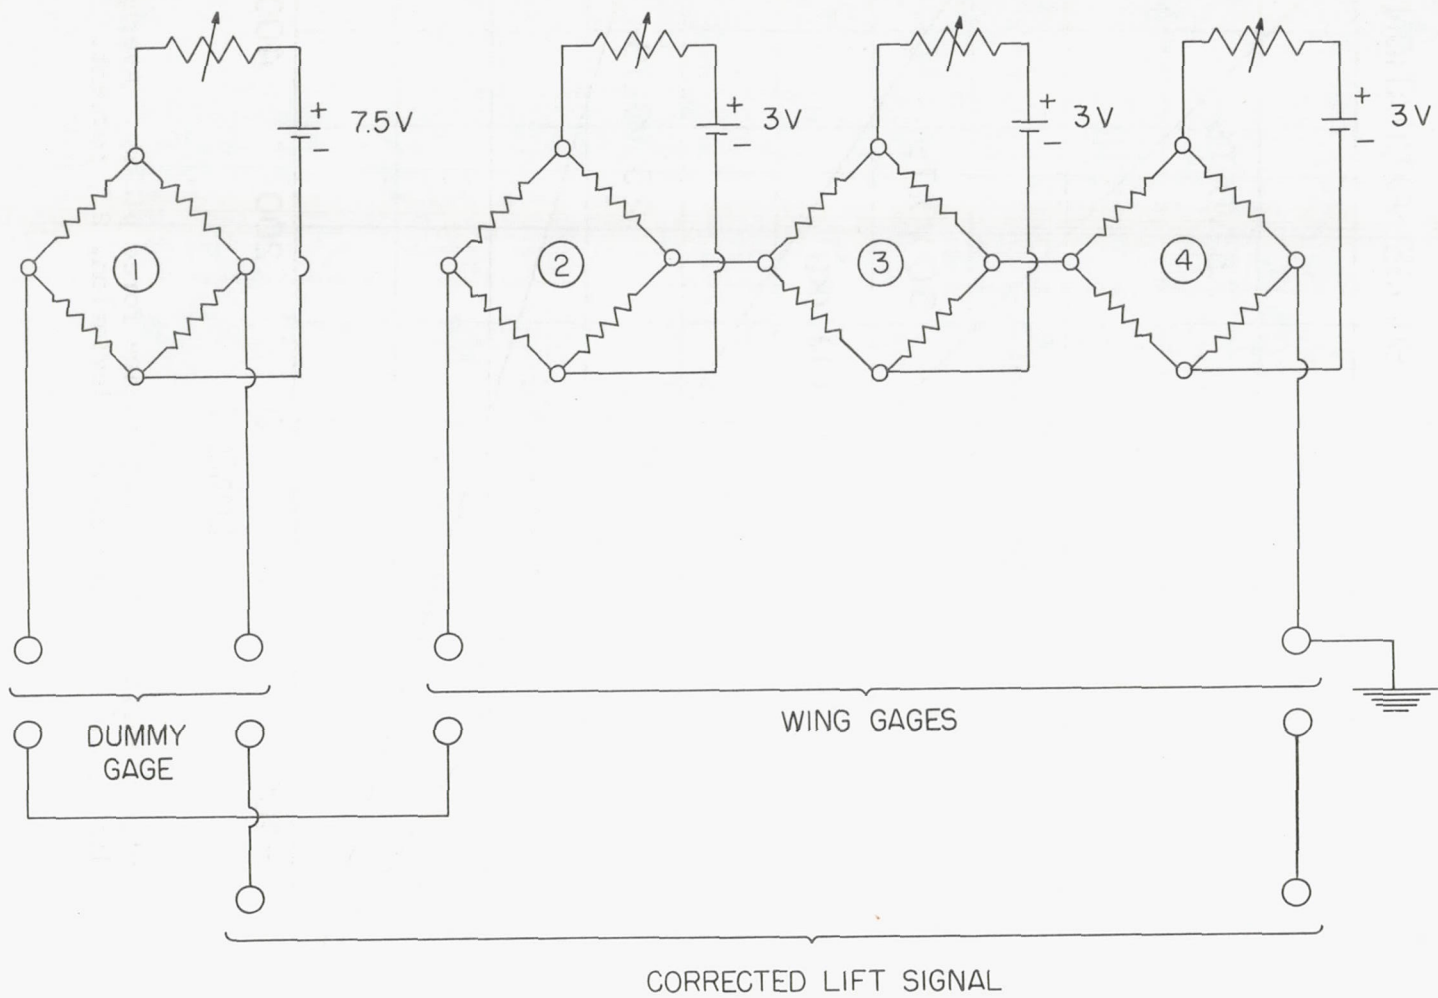 + 7.5V
−
+ 3V
−
+ 3V
−
+ 3V
−
1
2
3
4
DUMMY
GAGE
WING GAGES
CORRECTED LIFT SIGNAL